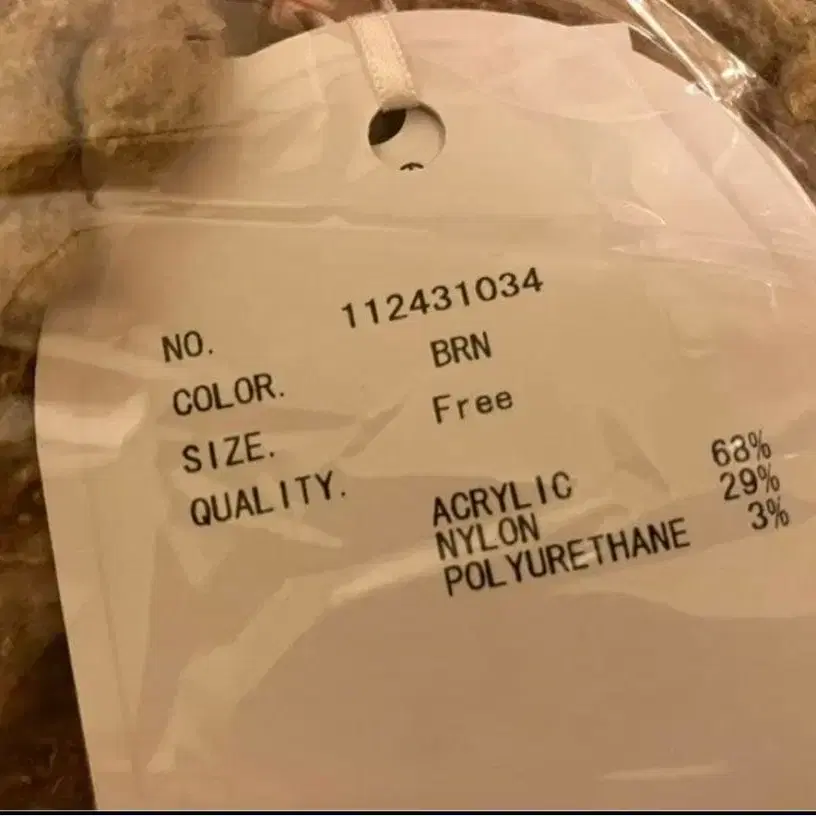 NO. 112431034
COLOR. BRN
SIZE. Free
QUALITY. ACRYLIC 68%
NYLON 29%
POLYURETHANE 3%